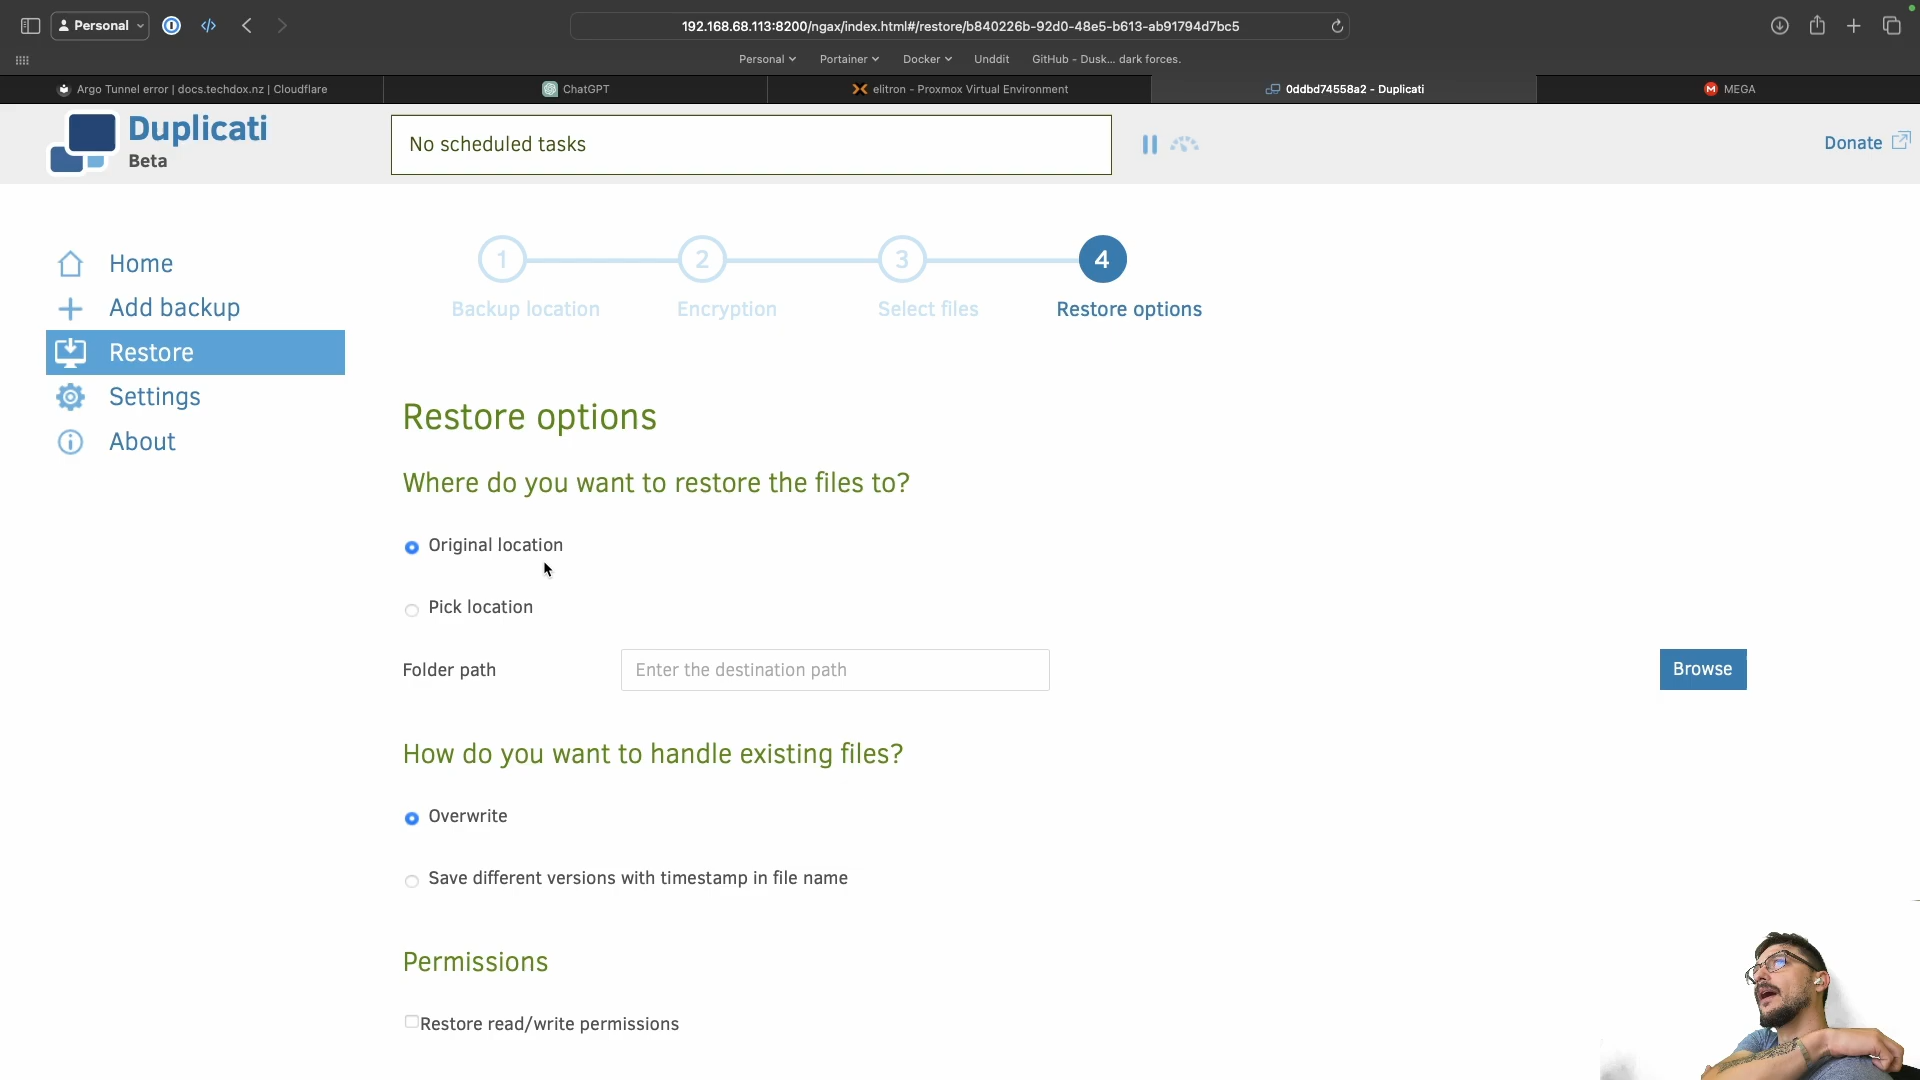 Personal
192.168.68.113:8200/ngax/index.html#/restore/b840226b-92d0-48e5-b613-ab91794d7bc5
Personal
Portainer
Docker
Unddit
GitHub - Dusk... dark forces.
Argo Tunnel error | docs.techdox.nz | Cloudflare
ChatGPT
elitron - Proxmox Virtual Environment
0ddbd74558a2 - Duplicati
MEGA
Duplicati
Beta
No scheduled tasks
Donate
Home
Add backup
Restore
Settings
About
1
2
3
4
Backup location
Encryption
Select files
Restore options
Restore options
Where do you want to restore the files to?
Original location
Pick location
Folder path
Enter the destination path
Browse
How do you want to handle existing files?
Overwrite
Save different versions with timestamp in file name
Permissions
Restore read/write permissions